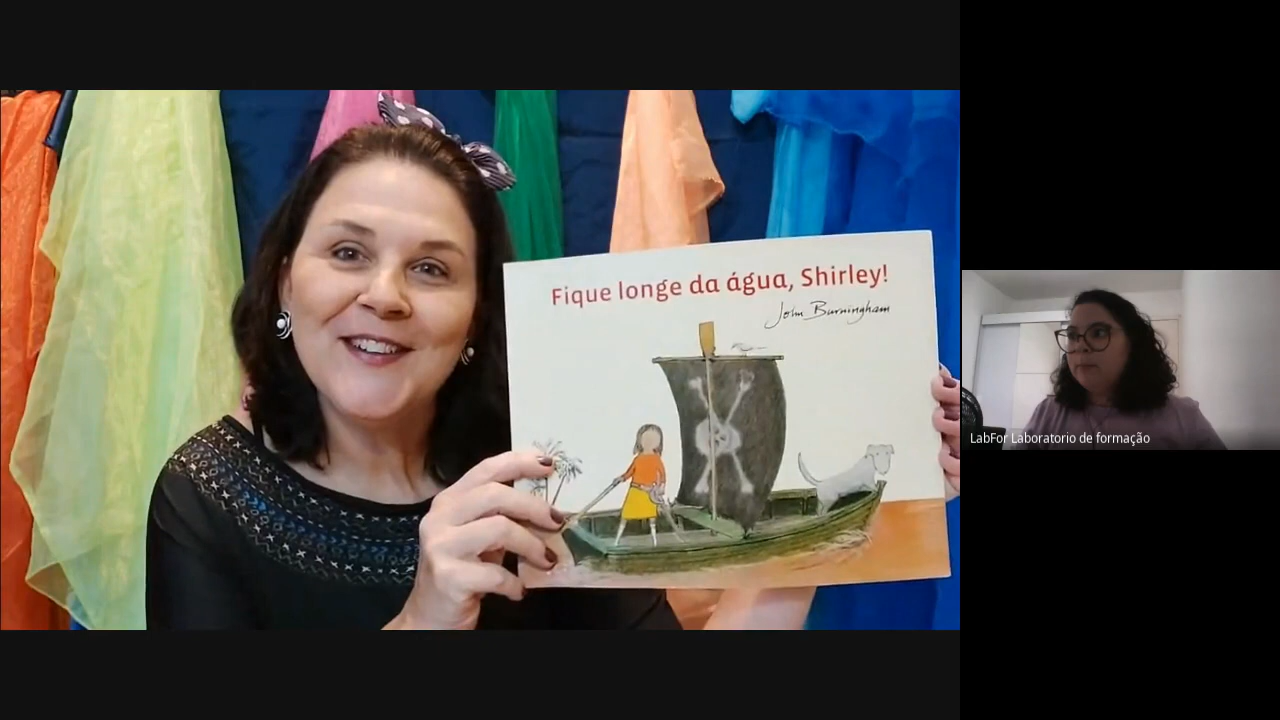 Fique longe da água, Shirley!
John Burningham
LabFor Laboratorio de formação